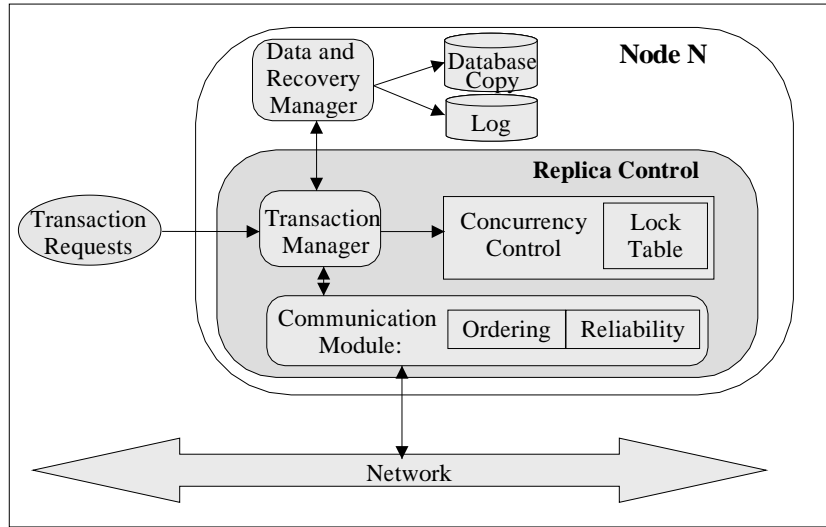 Node N
Data and
Recovery
Manager
Database
Copy
Log
Replica Control
Transaction
Requests
Transaction
Manager
Concurrency
Control
Lock
Table
Communication
Module:
Ordering
Reliability
Network